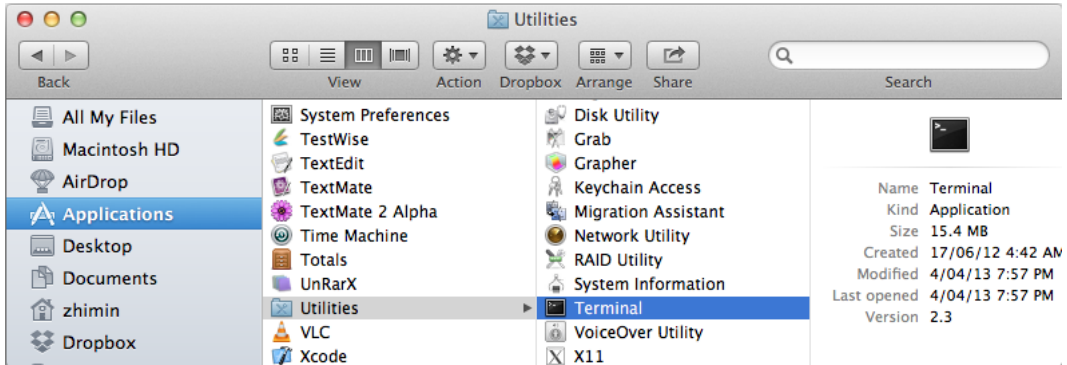 Utilities
Back
View
Action
Dropbox
Arrange
Share
Search
All My Files
Macintosh HD
AirDrop
Applications
Desktop
Documents
zhimin
Dropbox
System Preferences
TestWise
TextEdit
TextMate
TextMate 2 Alpha
Time Machine
Totals
UnRarX
Utilities
VLC
Xcode
Disk Utility
Grab
Grapher
Keychain Access
Migration Assistant
Network Utility
RAID Utility
System Information
Terminal
VoiceOver Utility
X11
Name Terminal
Kind Application
Size 15.4 MB
Created 17/06/12 4:42 AM
Modified 4/04/13 7:57 PM
Last opened 4/04/13 7:57 PM
Version 2.3